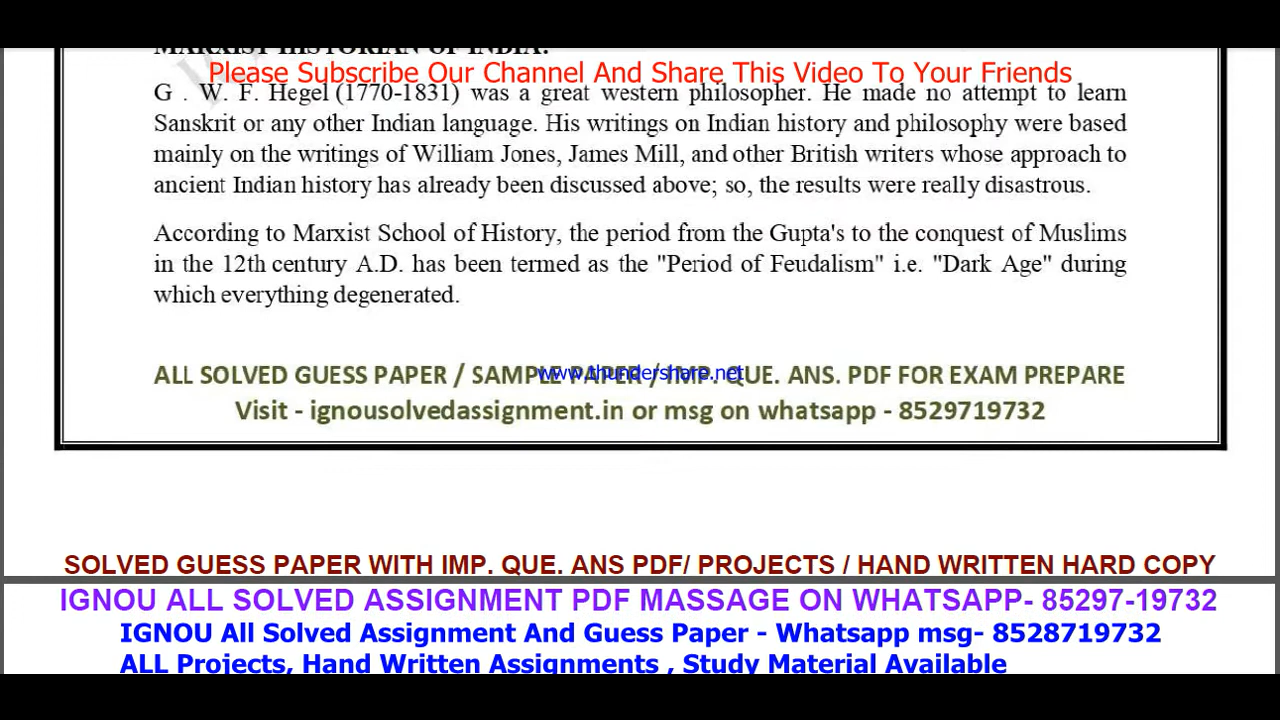 MARXIST HISTORIAN OF INDIA:
Please Subscribe Our Channel And Share This Video To Your Friends
G . W. F. Hegel (1770-1831) was a great western philosopher. He made no attempt to learn
Sanskrit or any other Indian language. His writings on Indian history and philosophy were based
mainly on the writings of William Jones, James Mill, and other British writers whose approach to
ancient Indian history has already been discussed above; so, the results were really disastrous.
According to Marxist School of History, the period from the Gupta's to the conquest of Muslims
in the 12th century A.D. has been termed as the "Period of Feudalism" i.e. "Dark Age" during
which everything degenerated.
ALL SOLVED GUESS PAPER / SAMPLE PAPER / IMP. QUE. ANS. PDF FOR EXAM PREPARE
www.thundershare.net
Visit - ignousolvedassignment.in or msg on whatsapp - 8529719732
SOLVED GUESS PAPER WITH IMP. QUE. ANS PDF/ PROJECTS / HAND WRITTEN HARD COPY
IGNOU ALL SOLVED ASSIGNMENT PDF MASSAGE ON WHATSAPP- 85297-19732
IGNOU All Solved Assignment And Guess Paper - Whatsapp msg- 8528719732
ALL Projects, Hand Written Assignments , Study Material Available